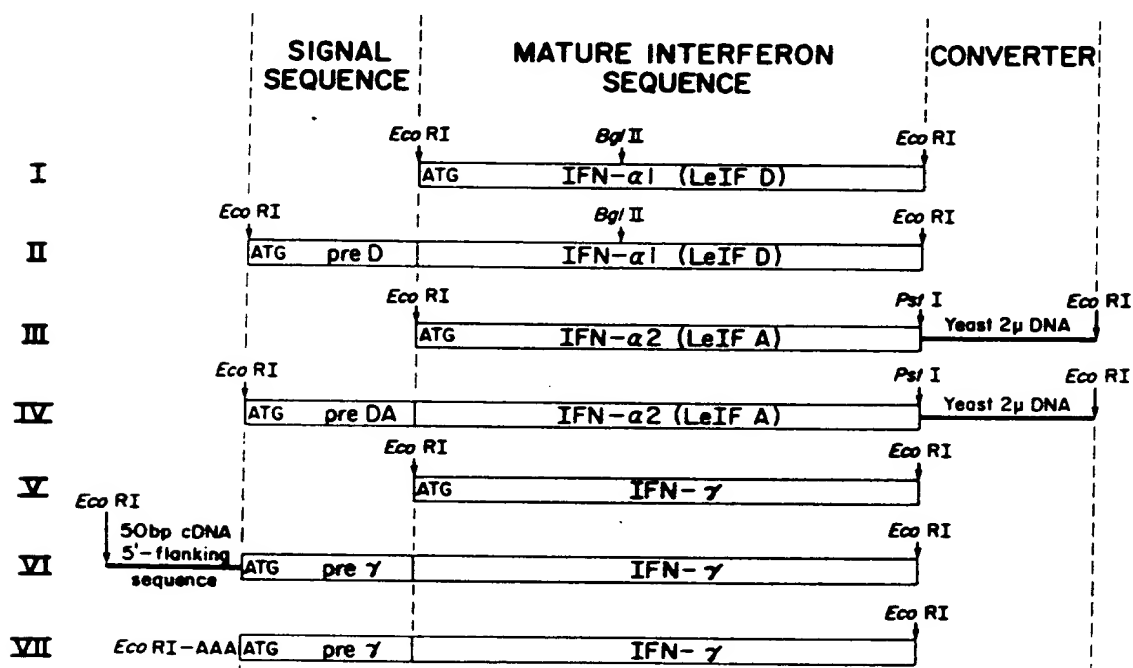 SIGNAL SEQUENCE
MATURE INTERFERON SEQUENCE
CONVERTER
Eco RI
Bgl II
Eco RI
I
ATG
IFN-α1 (LeIF D)
Eco RI
Bgl II
Eco RI
II
ATG
pre D
IFN-α1 (LeIF D)
Eco RI
Pst I
Eco RI
III
ATG
IFN-α2 (LeIF A)
Yeast 2μ DNA
Eco RI
Pst I
Eco RI
IV
ATG
pre DA
IFN-α2 (LeIF A)
Yeast 2μ DNA
Eco RI
Eco RI
V
ATG
IFN-γ
Eco RI
50bp cDNA
5'-flanking
sequence
Eco RI
VI
ATG
pre γ
IFN-γ
Eco RI
VII
Eco RI-AAA
ATG
pre γ
IFN-γ